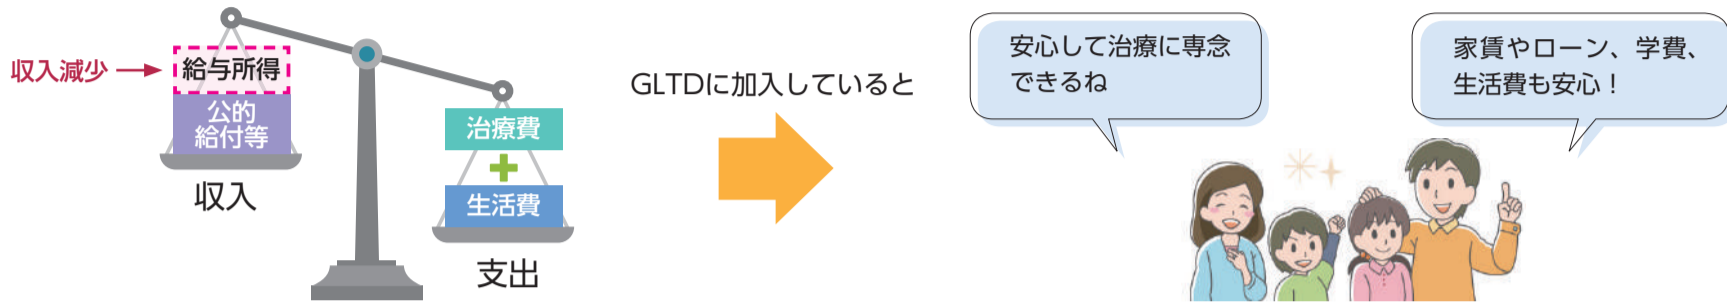 収入減少
給与所得
公的
給付等
収入
治療費
生活費
支出
GLTDに加入していると
安心して治療に専念
できるね
家賃やローン、学費、
生活費も安心！